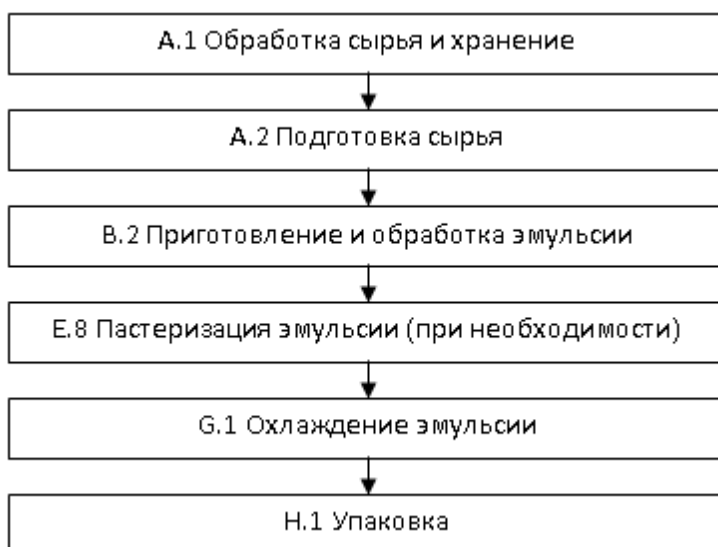 А.1 Обработка сырья и хранение
А.2 Подготовка сырья
В.2 Приготовление и обработка эмульсии
Е.8 Пастеризация эмульсии (при необходимости)
G.1 Охлаждение эмульсии
Н.1 Упаковка